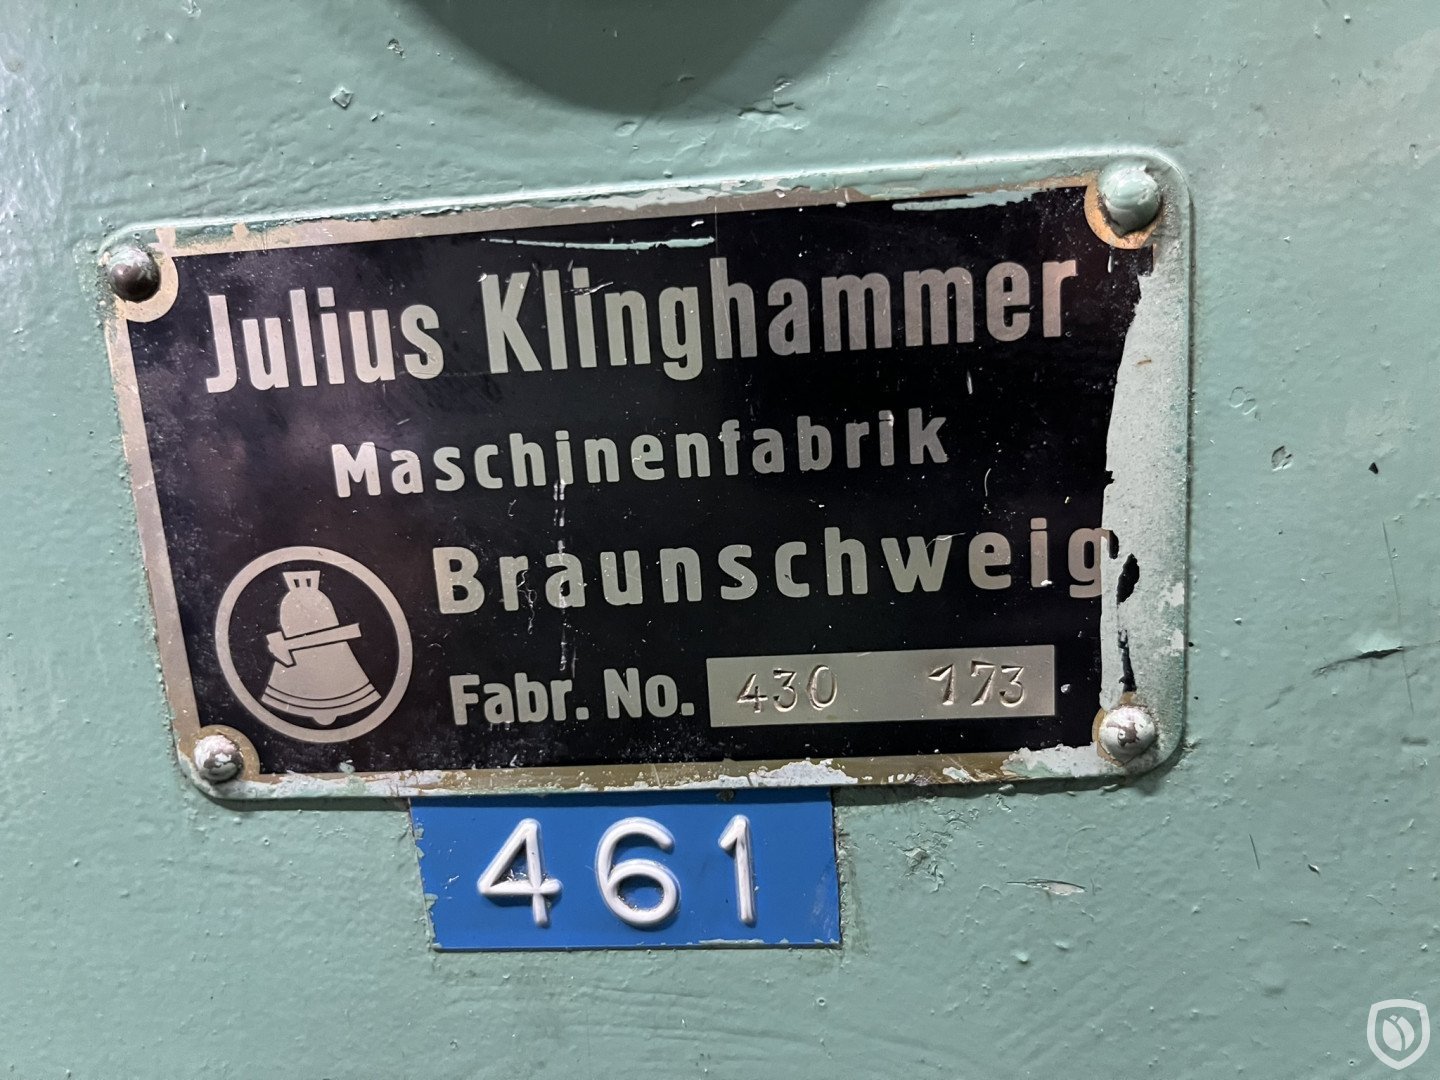 Julius Klinghammer
Maschinenfabrik
Braunschweig
Fabr. No. 430 173
461